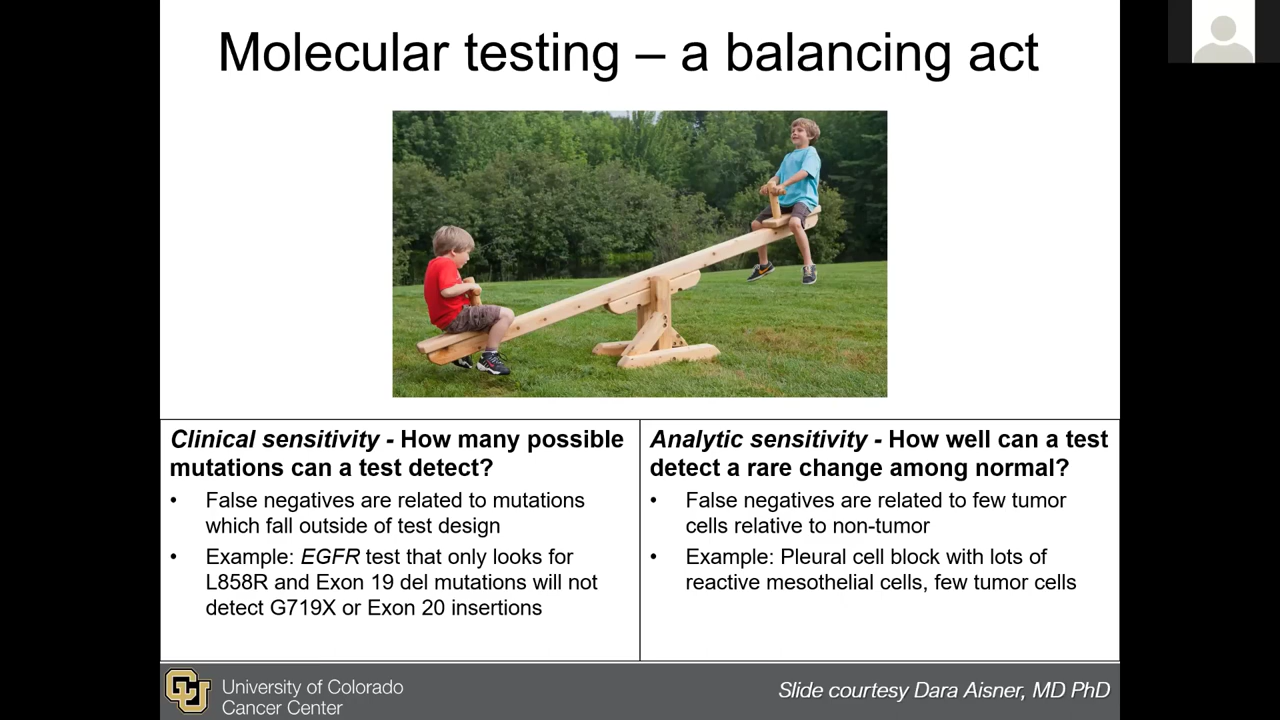 Molecular testing – a balancing act
Clinical sensitivity - How many possible
mutations can a test detect?
• False negatives are related to mutations
which fall outside of test design
• Example: EGFR test that only looks for
L858R and Exon 19 del mutations will not
detect G719X or Exon 20 insertions
Analytic sensitivity - How well can a test
detect a rare change among normal?
• False negatives are related to few tumor
cells relative to non-tumor
• Example: Pleural cell block with lots of
reactive mesothelial cells, few tumor cells
CU
University of Colorado
Cancer Center
Slide courtesy Dara Aisner, MD PhD